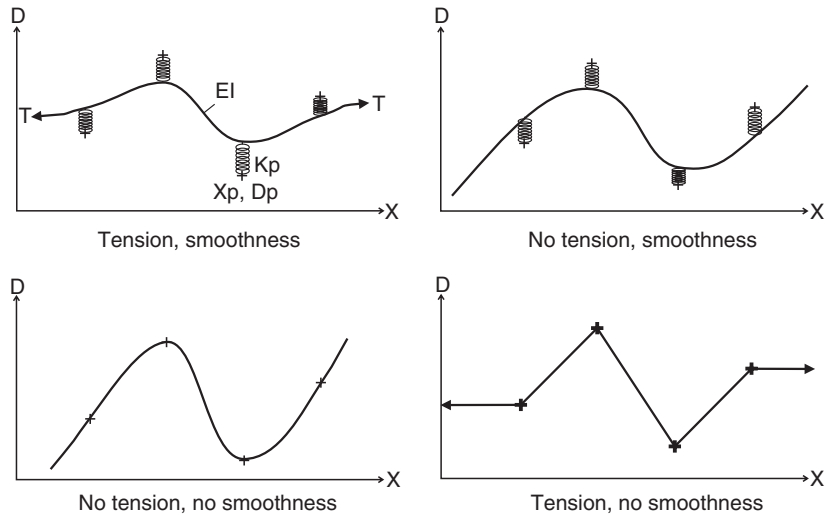 D
T
EI
T
Kp
Xp, Dp
X
Tension, smoothness
D
X
No tension, smoothness
D
X
No tension, no smoothness
D
X
Tension, no smoothness